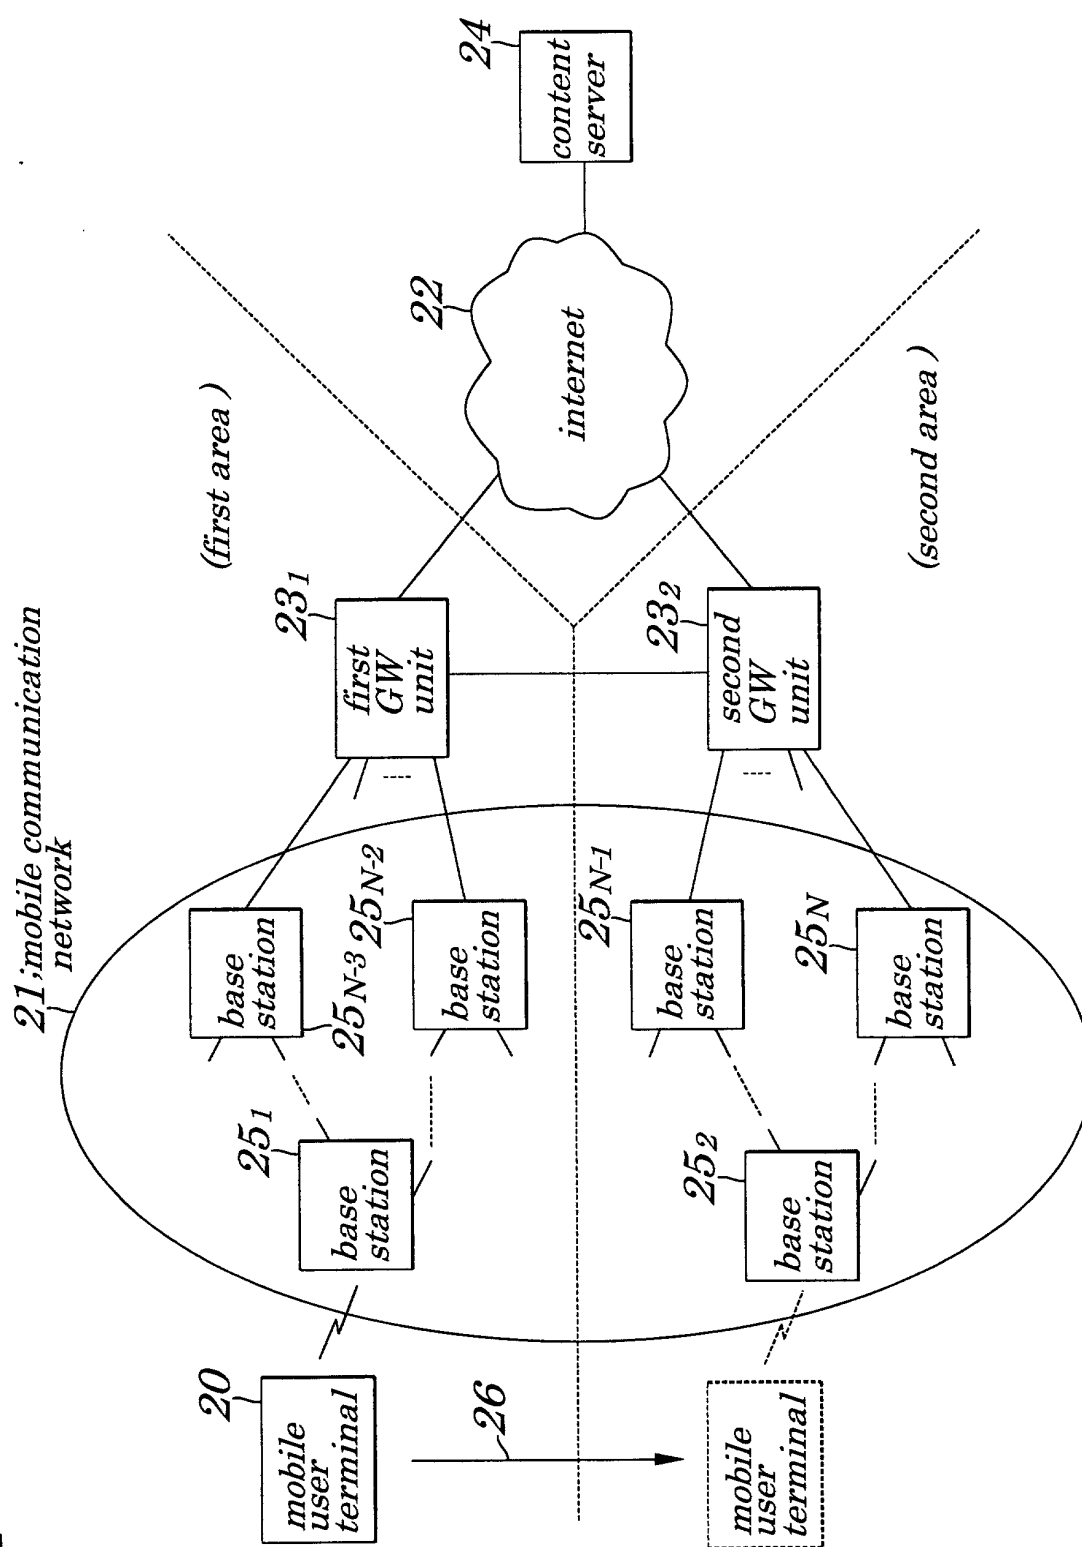 21;mobile communication
network
(first area)
(second area)
20
mobile
user
terminal
26
mobile
user
terminal
25₁
base
station
25₂
base
station
base
station
25N-3
25N-2
base
station
25N-1
base
station
25N
base
station
23₁
first
GW
unit
23₂
second
GW
unit
22
internet
24
content
server